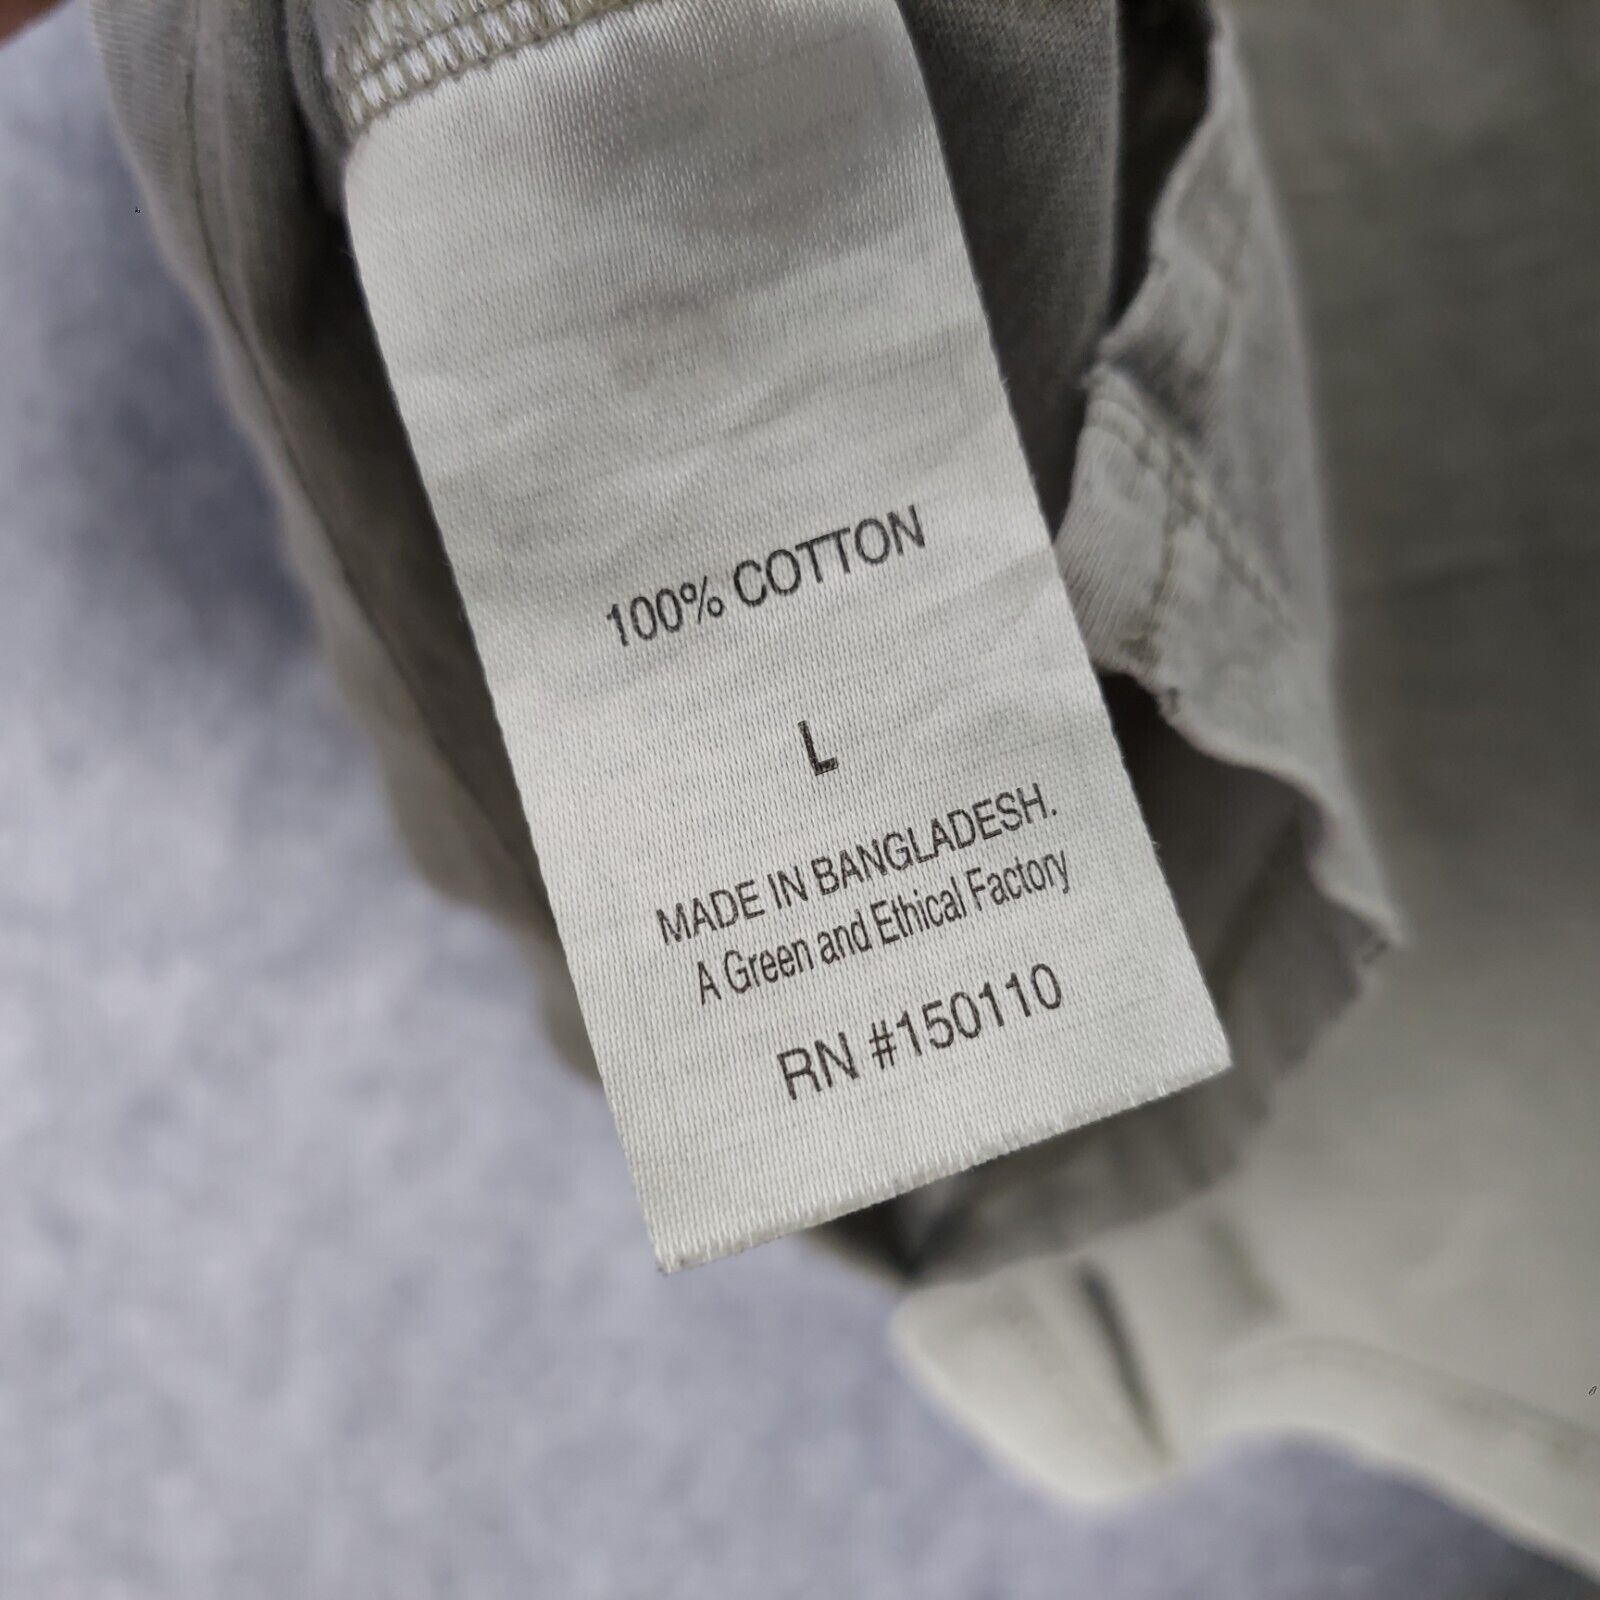 100% COTTON
L
MADE IN BANGLADESH.
A Green and Ethical Factory
RN #150110